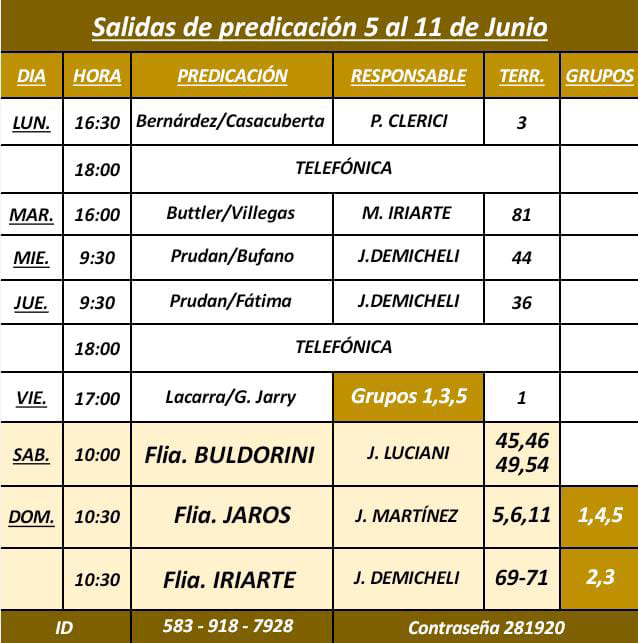 Salidas de predicación 5 al 11 de Junio
DIA HORA PREDICACIÓN RESPONSABLE TERR. GRUPOS
LUN. 16:30 Bernárdez/Casacuberta P. CLERICI 3
18:00 TELEFÓNICA
MAR. 16:00 Buttler/Villegas M. IRIARTE 81
MIE. 9:30 Prudan/Bufano J.DEMICHELI 44
JUE. 9:30 Prudan/Fátima J.DEMICHELI 36
18:00 TELEFÓNICA
VIE. 17:00 Lacarra/G. Jarry Grupos 1,3,5 1
SAB. 10:00 Flia. BULDORINI J. LUCIANI 45,46
49,54
DOM. 10:30 Flia. JAROS J. MARTÍNEZ 5,6,11 1,4,5
10:30 Flia. IRIARTE J. DEMICHELI 69-71 2,3
ID 583 - 918 - 7928 Contraseña 281920